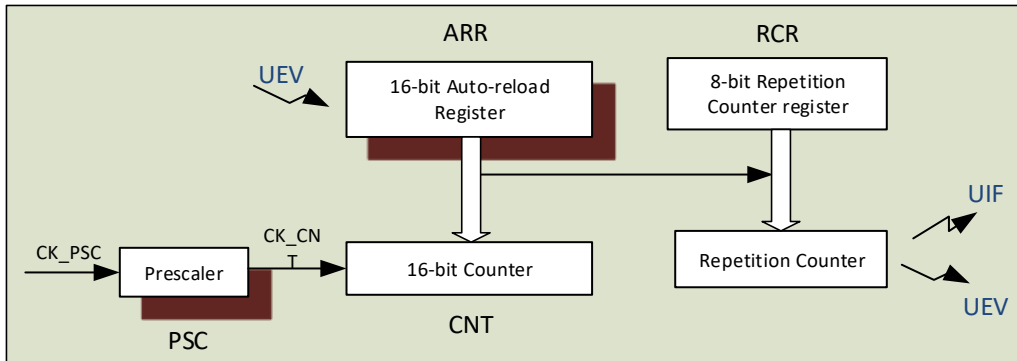 ARR
RCR
UEV
16-bit Auto-reload
Register
8-bit Repetition
Counter register
UIF
CK_PSC
CK_CN
T
Prescaler
16-bit Counter
Repetition Counter
UEV
PSC
CNT